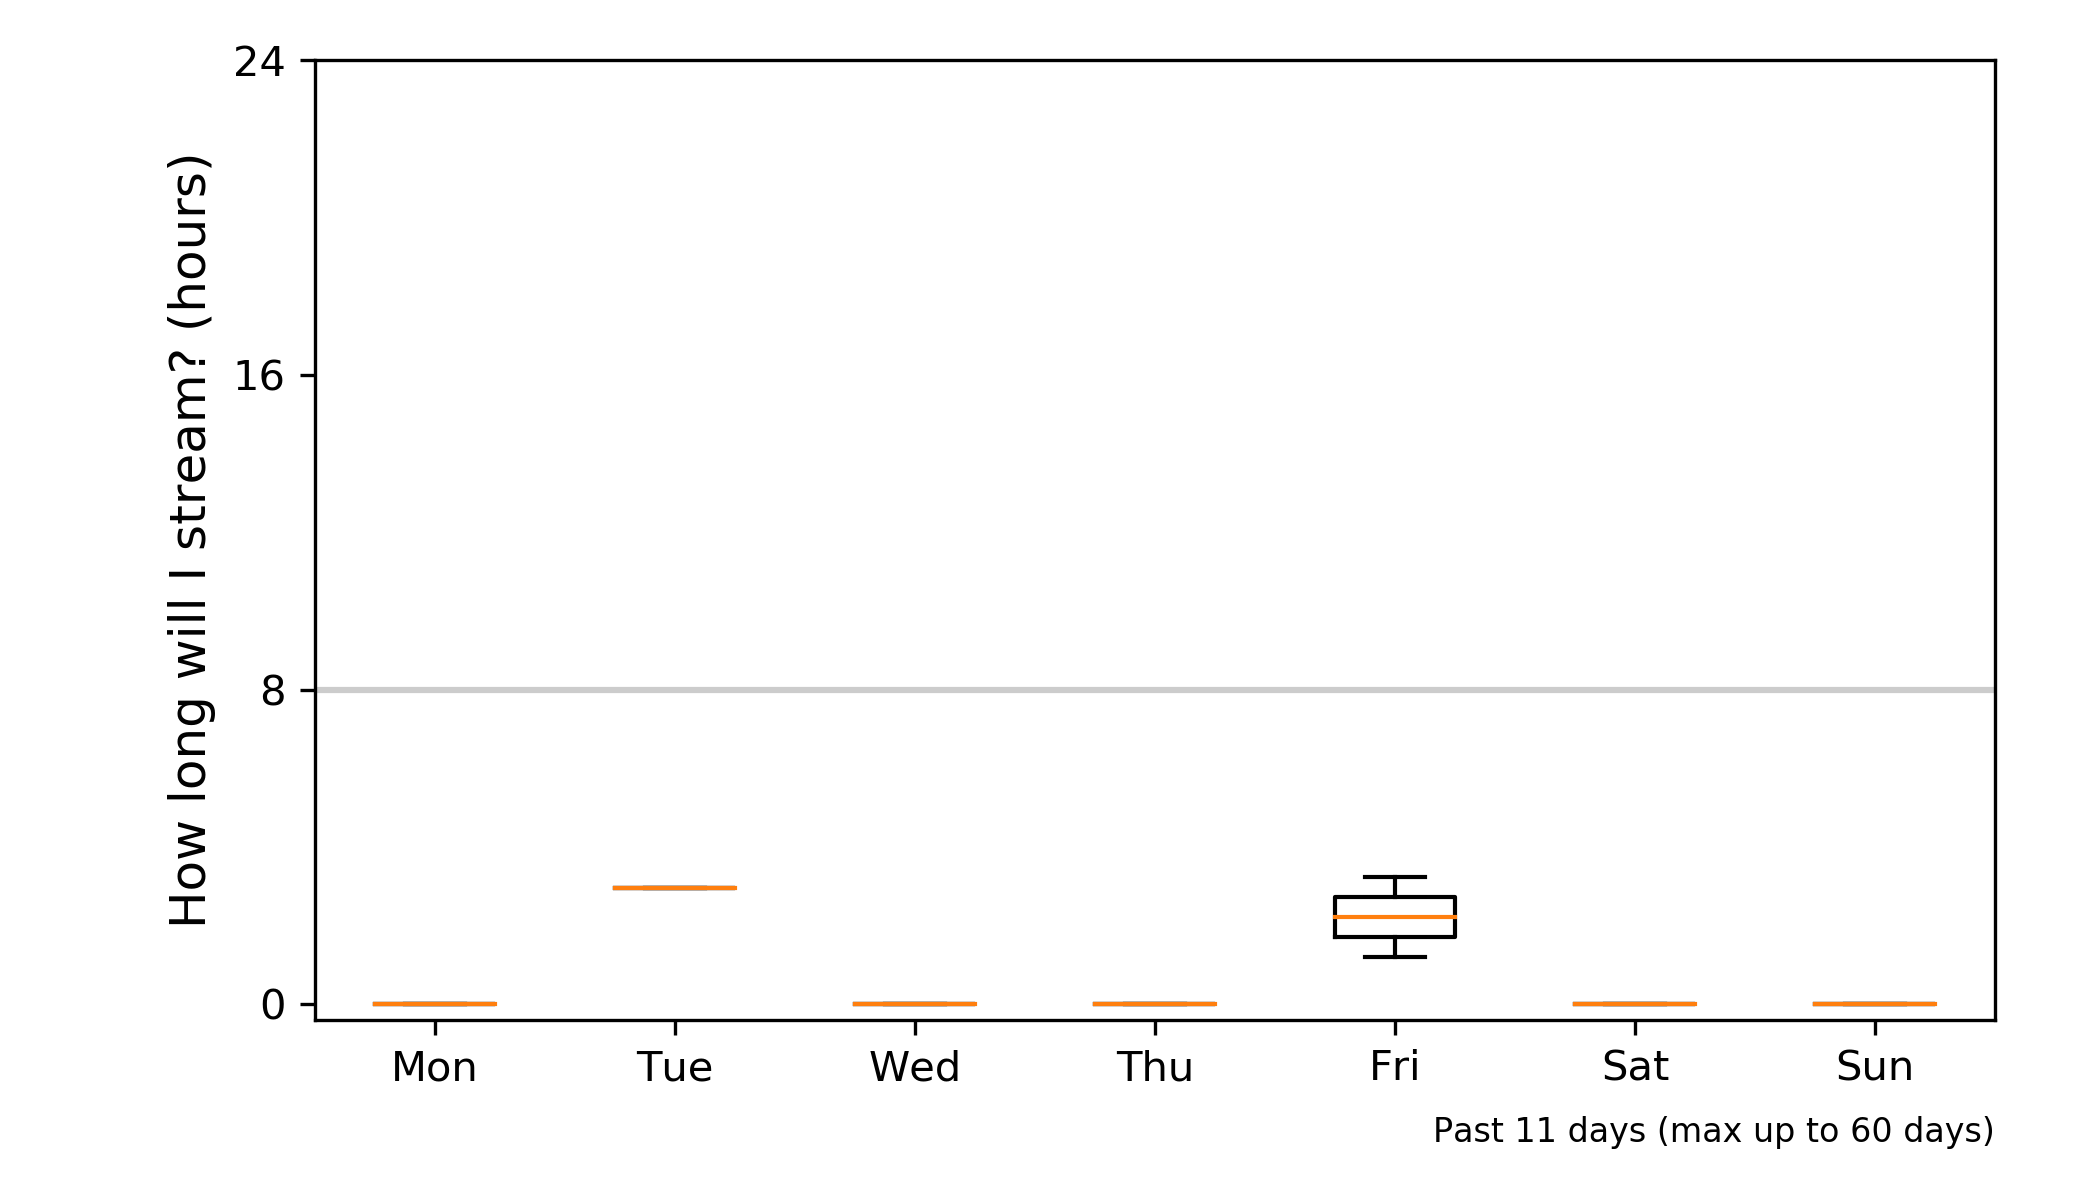 How long will I stream? (hours)
24
16
8
0
Mon Tue Wed Thu Fri Sat Sun
Past 11 days (max up to 60 days)